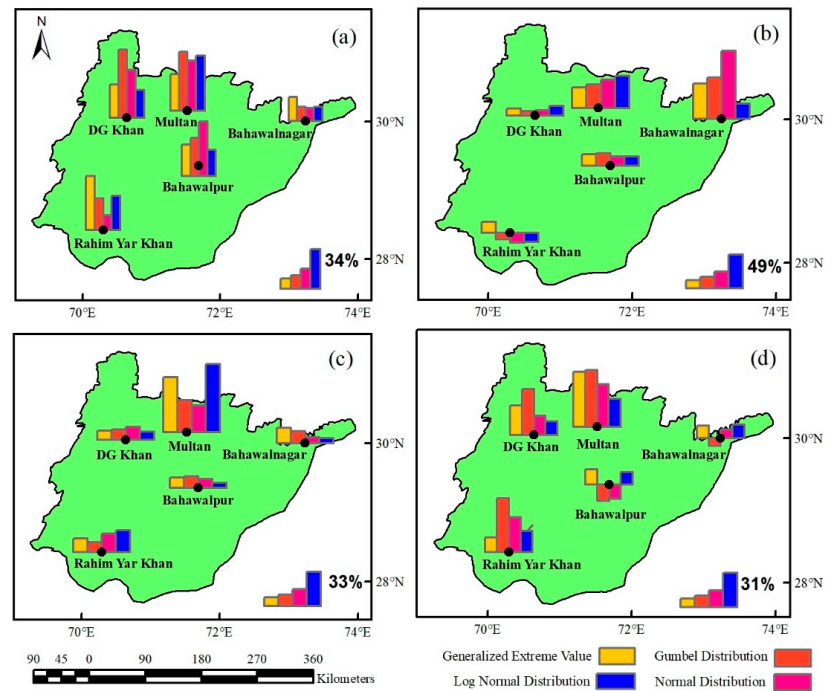 N
(a)
DG Khan
Multan
Bahawalnagar
Bahawalpur
Rahim Yar Khan
34%
30°N
28°N
70°E
72°E
74°E
(b)
DG Khan
Multan
Bahawalnagar
Bahawalpur
Rahim Yar Khan
49%
30°N
28°N
70°E
72°E
74°E
(c)
DG Khan
Multan
Bahawalnagar
Bahawalpur
Rahim Yar Khan
33%
30°N
28°N
70°E
72°E
74°E
(d)
DG Khan
Multan
Bahawalnagar
Bahawalpur
Rahim Yar Khan
31%
30°N
28°N
70°E
72°E
74°E
90 45 0 90 180 270 360
Kilometers
Generalized Extreme Value
Gumbel Distribution
Log Normal Distribution
Normal Distribution